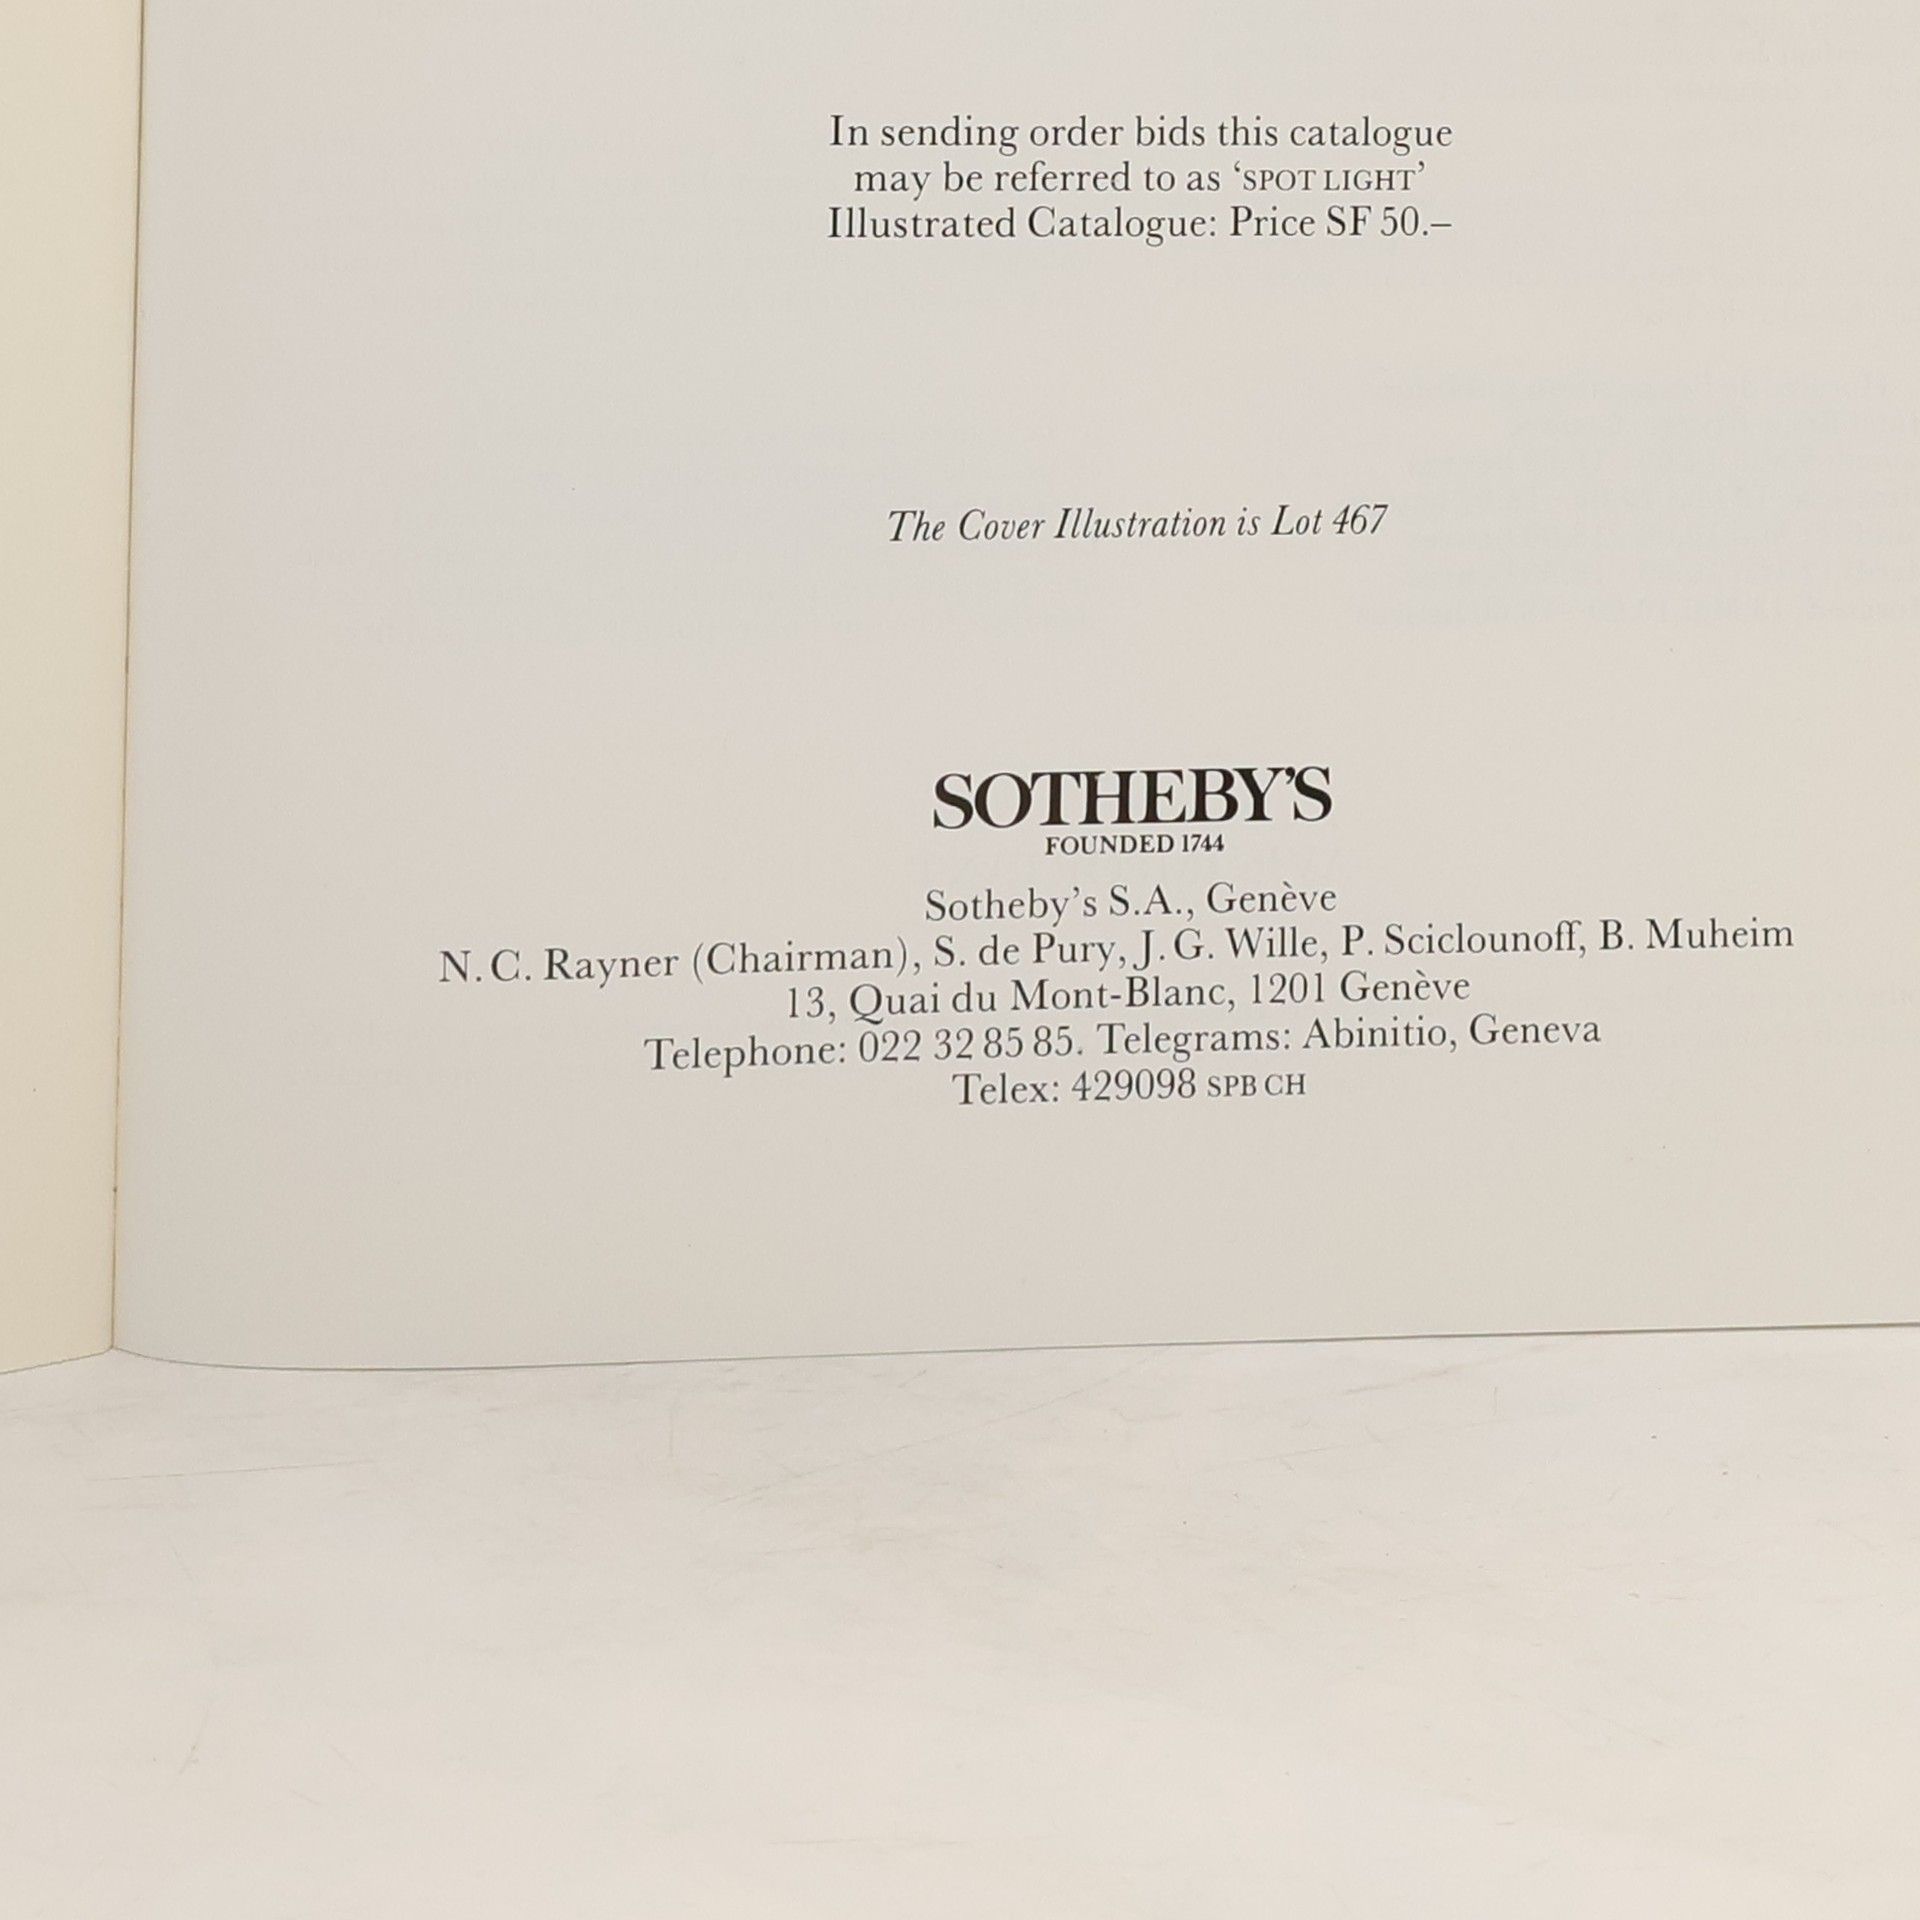 In sending order bids this catalogue
may be referred to as ‘SPOT LIGHT’
Illustrated Catalogue: Price SF 50.–
The Cover Illustration is Lot 467
SOTHEBY’S
FOUNDED 1744
Sotheby’s S.A., Genève
N. C. Rayner (Chairman), S. de Pury, J. G. Wille, P. Sciclounoff, B. Muheim
13, Quai du Mont-Blanc, 1201 Genève
Telephone: 022 32 85 85. Telegrams: Abinitio, Geneva
Telex: 429098 SPB CH